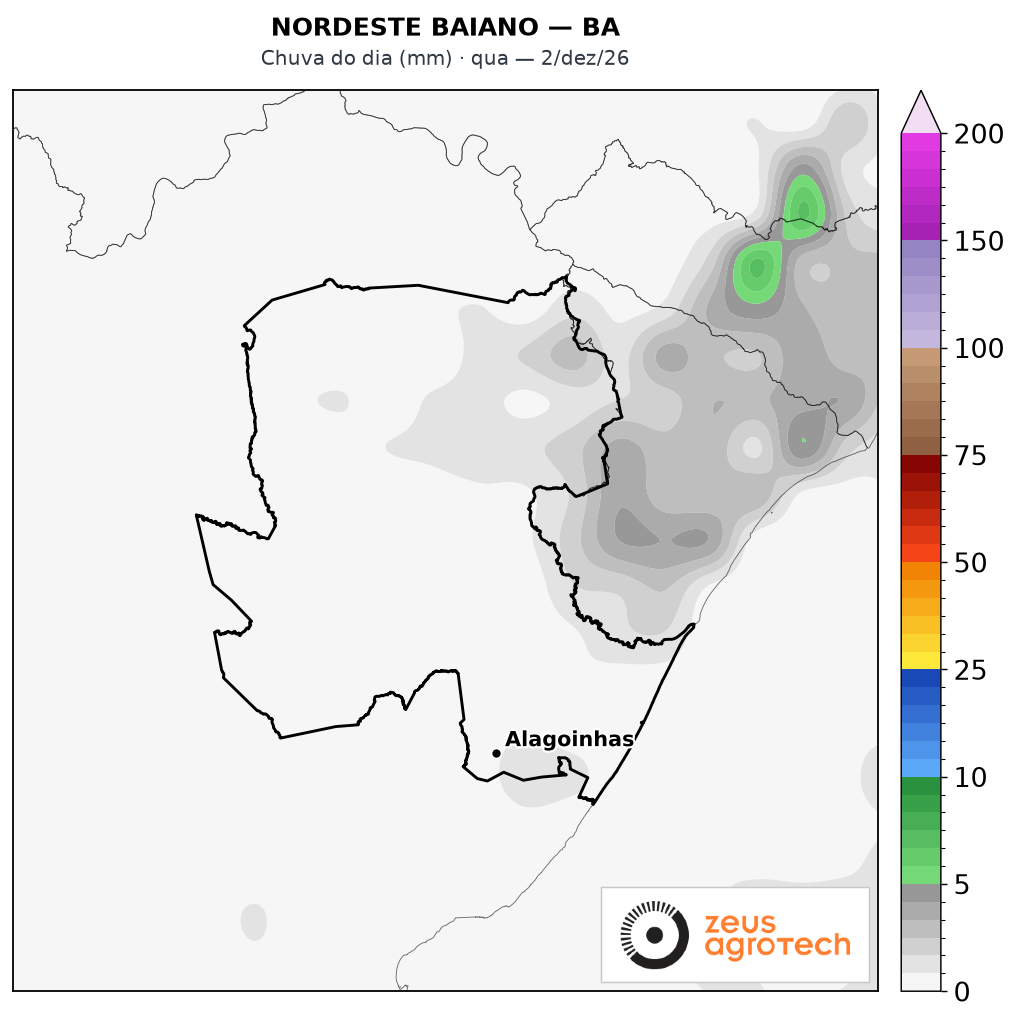 NORDESTE BAIANO — BA
Chuva do dia (mm) · qua — 2/dez/26
200
150
100
75
50
25
10
5
0
Alagoinhas
zeus
agrotech